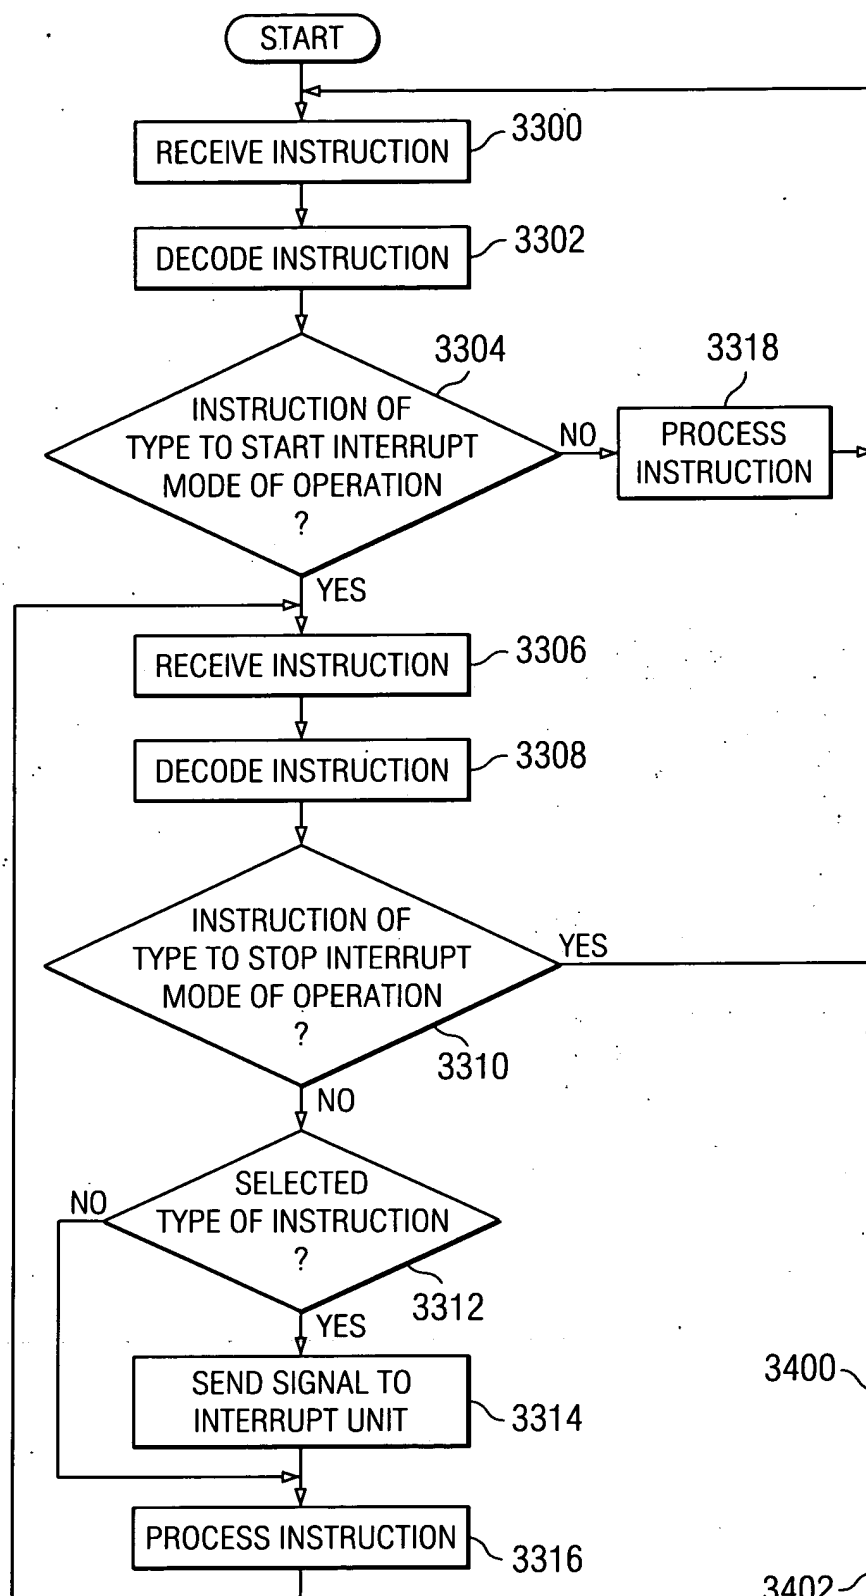 START
RECEIVE INSTRUCTION
3300
DECODE INSTRUCTION
3302
3304
INSTRUCTION OF
TYPE TO START INTERRUPT
MODE OF OPERATION
?
NO
3318
PROCESS
INSTRUCTION
YES
RECEIVE INSTRUCTION
3306
DECODE INSTRUCTION
3308
INSTRUCTION OF
TYPE TO STOP INTERRUPT
MODE OF OPERATION
?
YES
3310
NO
SELECTED
TYPE OF INSTRUCTION
?
NO
3312
YES
SEND SIGNAL TO
INTERRUPT UNIT
3314
3400
PROCESS INSTRUCTION
3316
3402